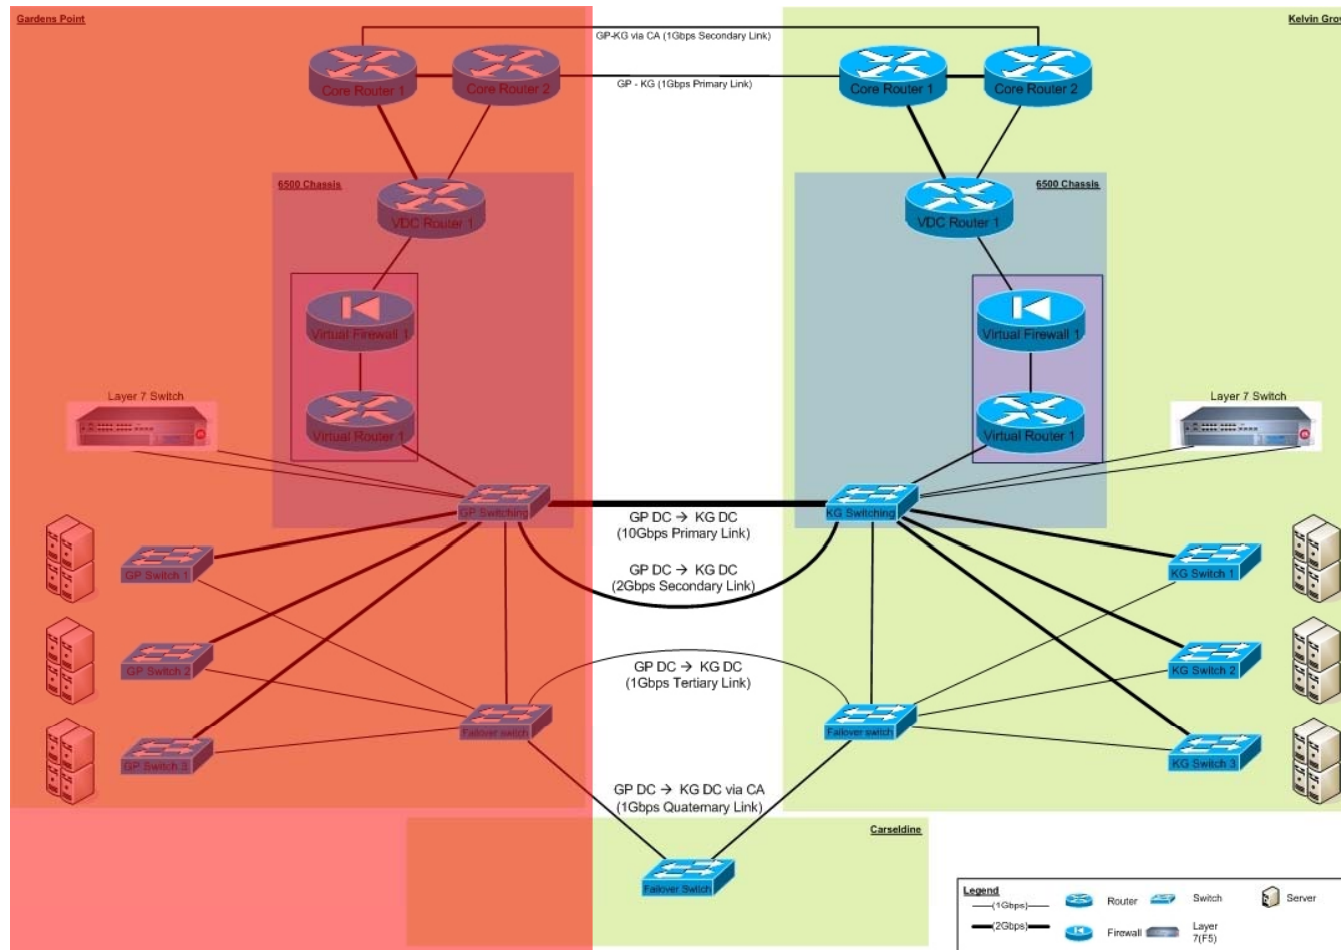 Gardens Point
Kelvin Grov
GP-KG via CA (1Gbps Secondary Link)
Core Router 1
Core Router 2
GP - KG (1Gbps Primary Link)
Core Router 1
Core Router 2
6500 Chassis
6500 Chassis
VDC Router 1
VDC Router 1
Virtual Firewall 1
Virtual Firewall 1
Layer 7 Switch
Layer 7 Switch
Virtual Router 1
Virtual Router 1
GP Switching
KG Switching
GP DC → KG DC
(10Gbps Primary Link)
GP DC → KG DC
(2Gbps Secondary Link)
GP Switch 1
KG Switch 1
GP Switch 2
KG Switch 2
GP DC → KG DC
(1Gbps Tertiary Link)
Failover switch
Failover switch
GP Switch 3
KG Switch 3
GP DC → KG DC via CA
(1Gbps Quaternary Link)
Carseldine
Failover Switch
Legend
(1Gbps)
Router
Switch
Server
(2Gbps)
Firewall
Layer
7(F5)